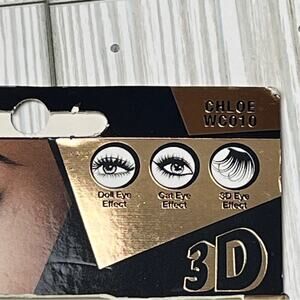 CHLOE
WC010
Doll Eye
Effect
Cat Eye
Effect
3D Eye
Effect
3D